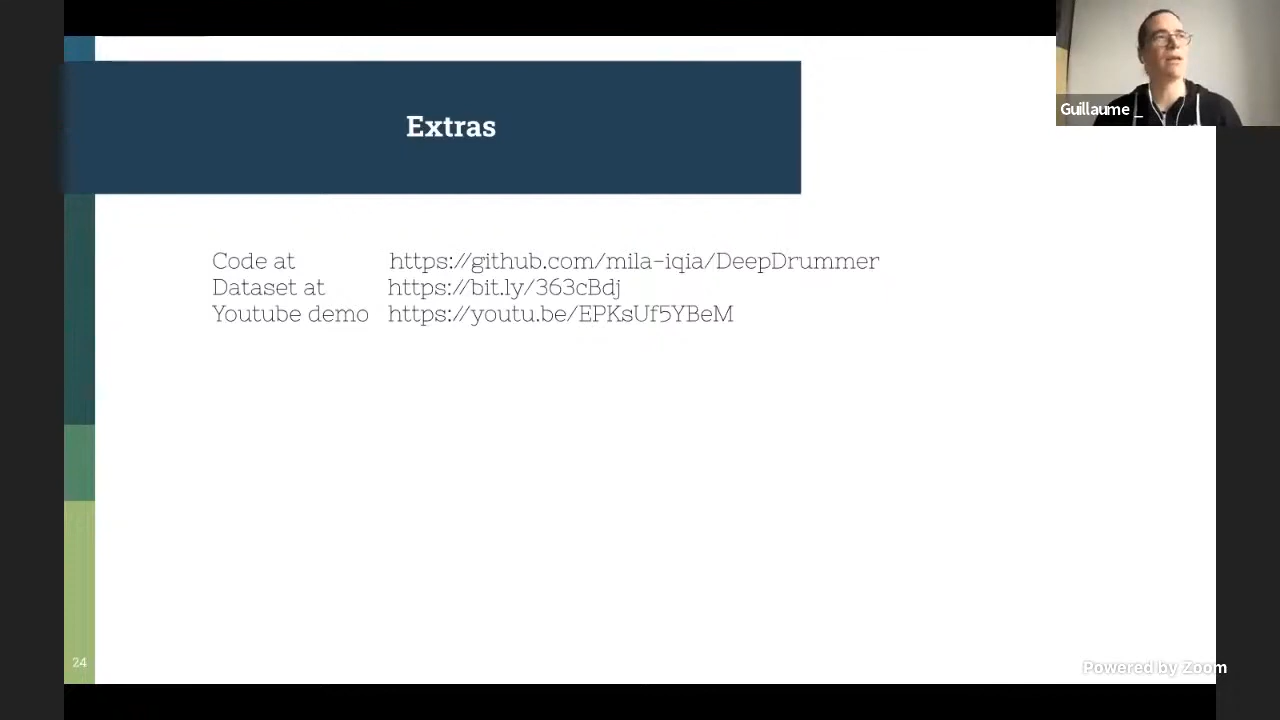 Extras
Guillaume _
Code at https://github.com/mila-iqia/DeepDrummer
Dataset at https://bit.ly/363cBdj
Youtube demo https://youtu.be/EPKsUf5YBeM
24
Powered by Zoom